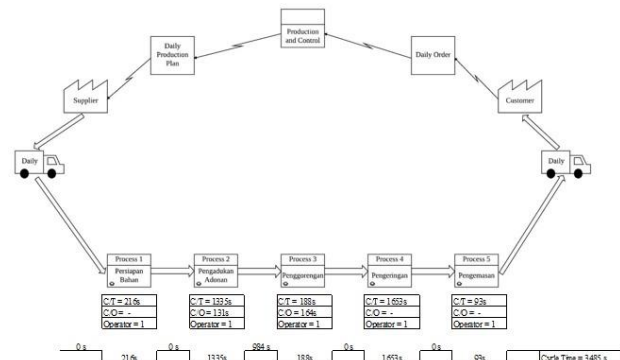 Production
and Control
Daily
Production
Plan
Daily Order
Supplier
Customer
Daily
Daily
Process 1
Persiapan
Bahan
Process 2
Pengadukan
Adonan
Process 3
Penggorengan
Process 4
Pengeringan
Process 5
Pengemasan
C/T = 216s
C/O = -
Operator = 1
C/T = 1335s
C/O = 131s
Operator = 1
C/T = 188s
C/O = 164s
Operator = 1
C/T = 1653s
C/O = -
Operator = 1
C/T = 93s
C/O = -
Operator = 1
0 s
0 s
984 s
0 s
0 s
216s
1335s
188s
1653s
93s
Cycle Time = 3485 s